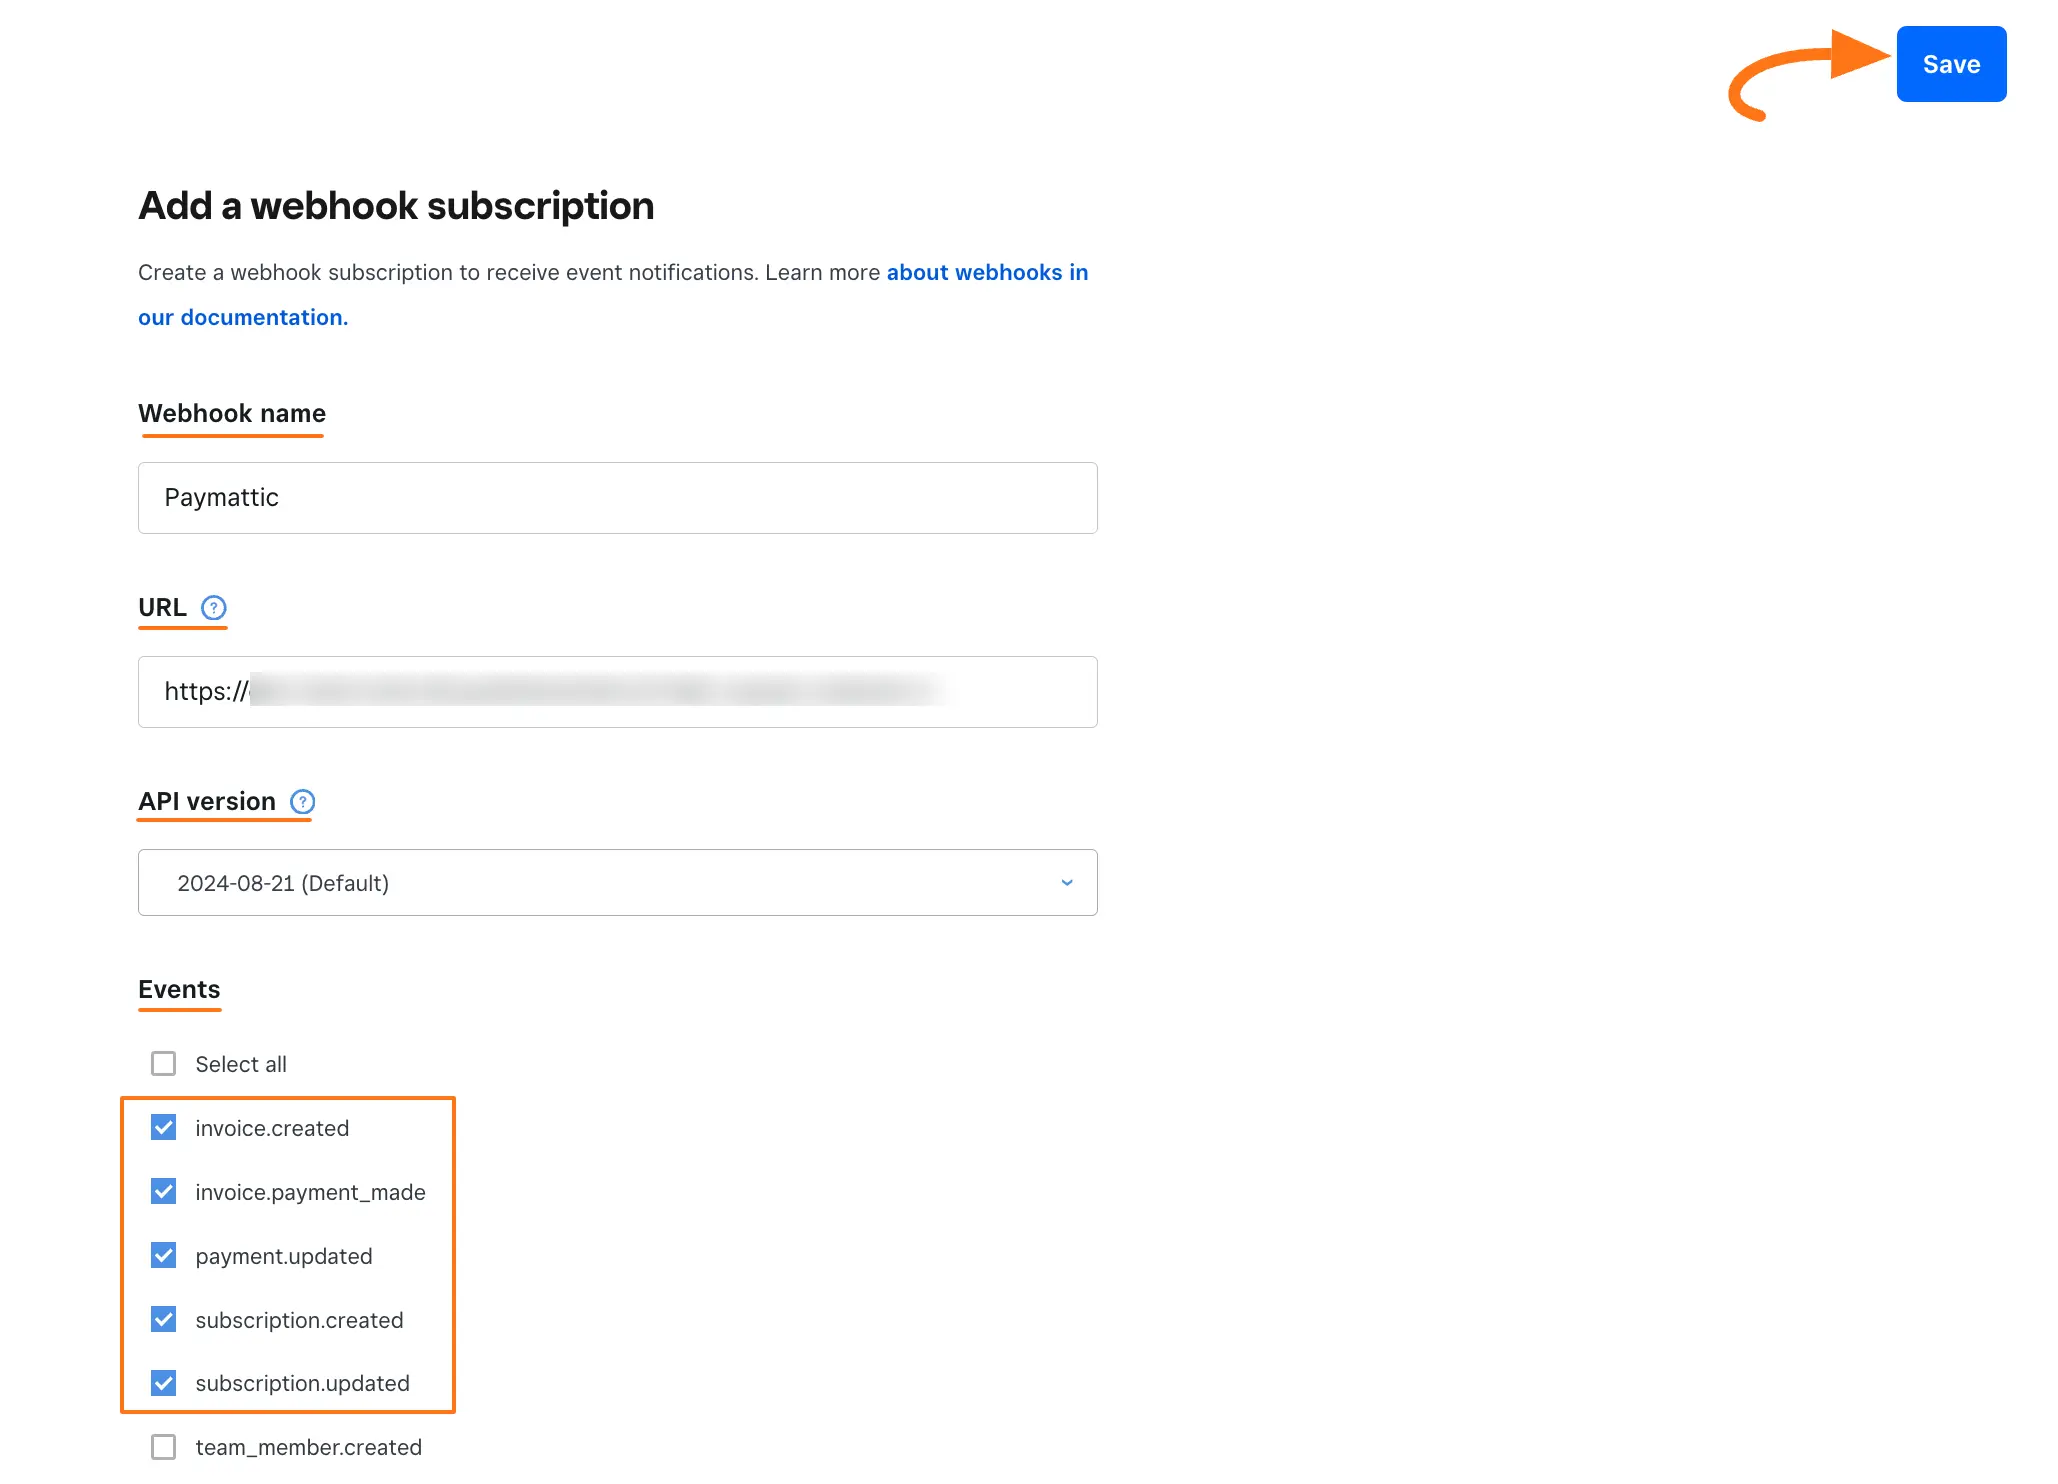 Save
Add a webhook subscription
Create a webhook subscription to receive event notifications. Learn more about webhooks in
our documentation.
Webhook name
Paymattic
URL ?
https://
API version ?
2024-08-21 (Default)
Events
Select all
invoice.created
invoice.payment_made
payment.updated
subscription.created
subscription.updated
team_member.created